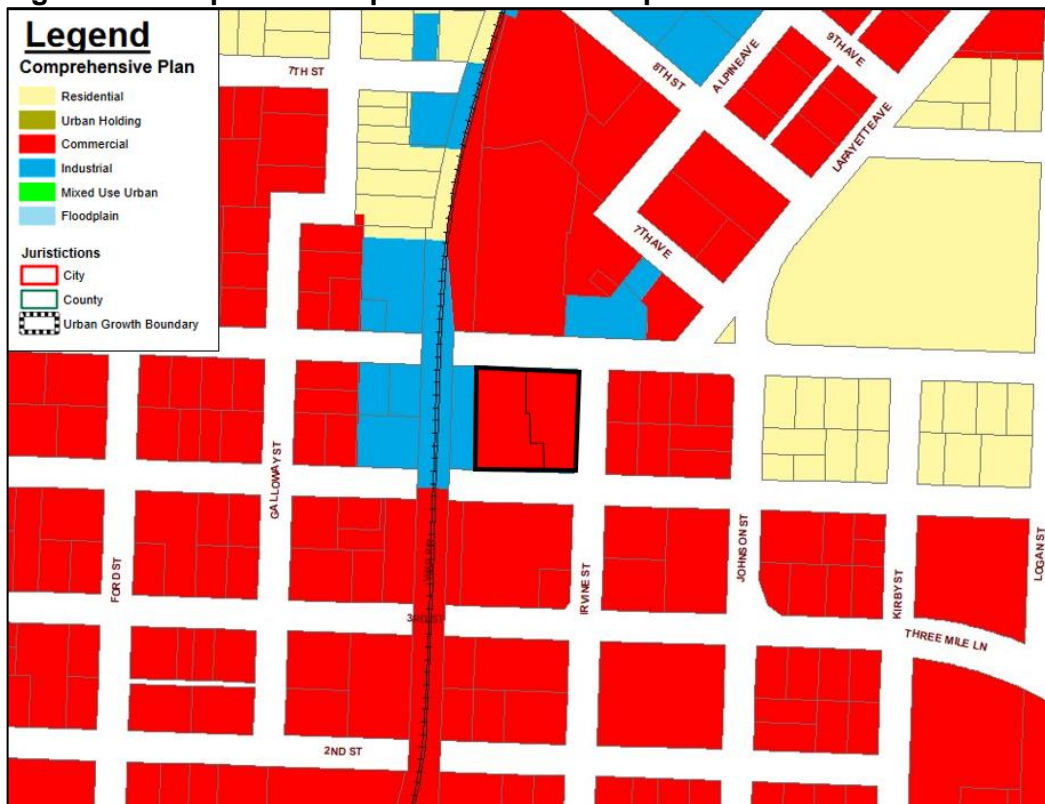 Legend
Comprehensive Plan
Residential
Urban Holding
Commercial
Industrial
Mixed Use Urban
Floodplain
Juristictions
City
County
Urban Growth Boundary
7TH ST
8TH ST
ALPINE AVE
9TH AVE
LAFAYETTE AVE
7TH AVE
GALLOWAY ST
FORD ST
IRVINE ST
JOHNSON ST
KIRBY ST
LOGAN ST
3RD ST
THREE MILE LN
2ND ST